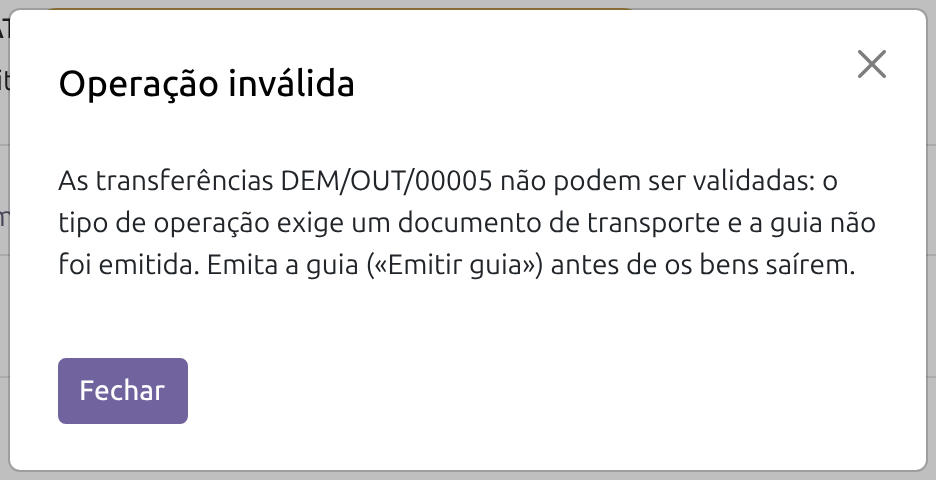 Operação inválida
As transferências DEM/OUT/00005 não podem ser validadas: o
tipo de operação exige um documento de transporte e a guia não
foi emitida. Emita a guia («Emitir guia») antes de os bens saírem.
Fechar